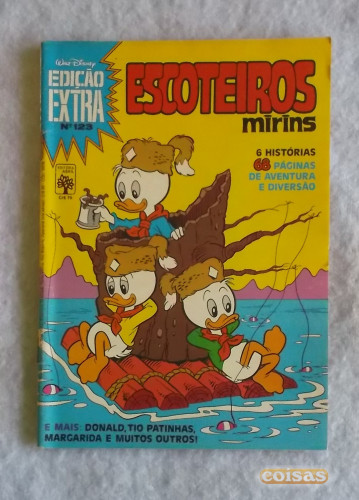 Walt Disney
EDIÇÃO
EXTRA
Nº 123
ESCOTEIROS
mirins
6 HISTÓRIAS
68 PÁGINAS
DE AVENTURA
E DIVERSÃO
E MAIS: DONALD, TIO PATINHAS,
MARGARIDA E MUITOS OUTROS!
coisas